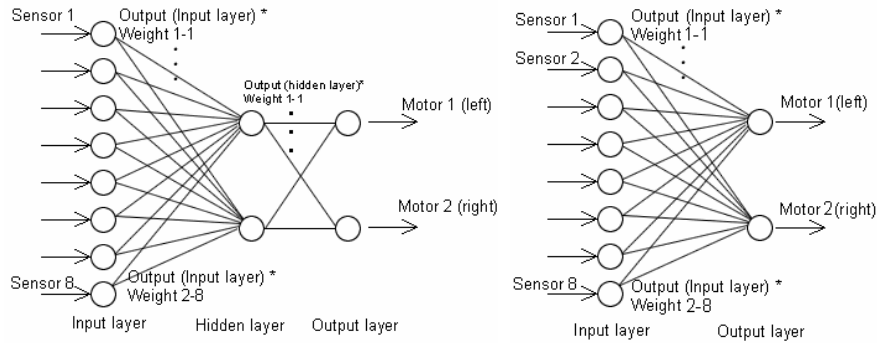 Sensor 1
Output (Input layer) *
Weight 1-1
Output (hidden layer)*
Weight 1-1
Motor 1 (left)
Motor 2 (right)
Sensor 8
Output (Input layer) *
Weight 2-8
Input layer
Hidden layer
Output layer
Sensor 1
Output (Input layer) *
Weight 1-1
Sensor 2
Motor 1(left)
Motor 2(right)
Sensor 8
Output (Input layer) *
Weight 2-8
Input layer
Output layer